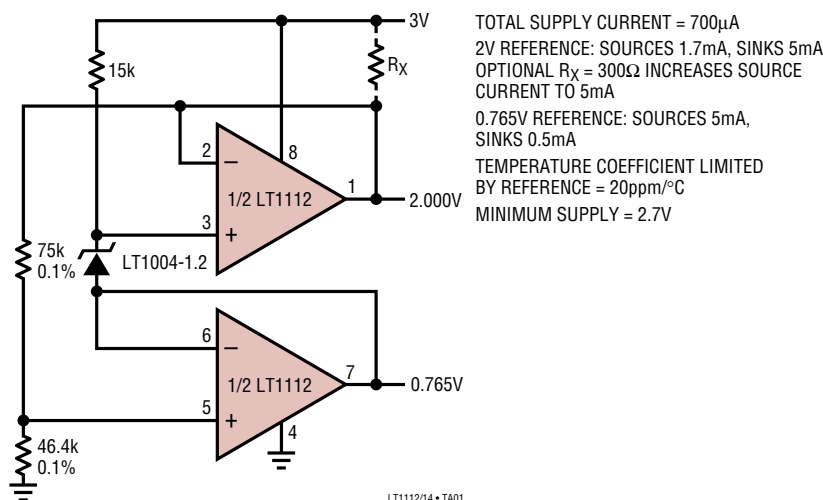 3V
15k
RX
2
8
1/2 LT1112
1
2.000V
3
75k
0.1%
LT1004-1.2
6
7
1/2 LT1112
0.765V
5
4
46.4k
0.1%
TOTAL SUPPLY CURRENT = 700µA
2V REFERENCE: SOURCES 1.7mA, SINKS 5mA
OPTIONAL RX = 300Ω INCREASES SOURCE
CURRENT TO 5mA
0.765V REFERENCE: SOURCES 5mA,
SINKS 0.5mA
TEMPERATURE COEFFICIENT LIMITED
BY REFERENCE = 20ppm/°C
MINIMUM SUPPLY = 2.7V
LT1112/14 • TA01